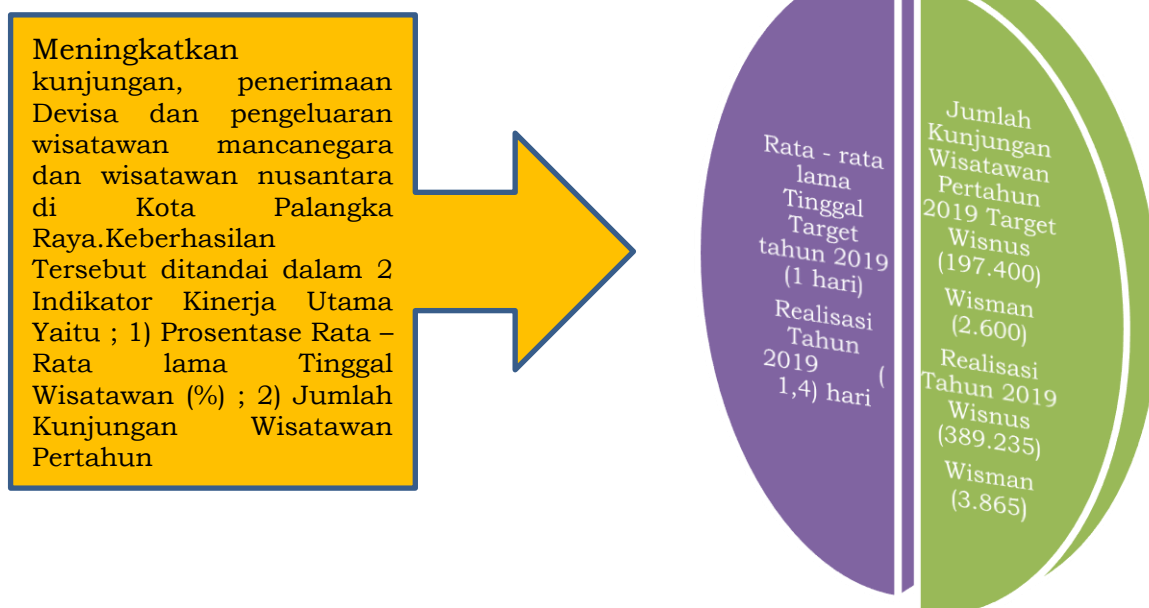 Meningkatkan
kunjungan, penerimaan
Devisa dan pengeluaran
wisatawan mancanegara
dan wisatawan nusantara
di Kota Palangka
Raya.Keberhasilan
Tersebut ditandai dalam 2
Indikator Kinerja Utama
Yaitu ; 1) Prosentase Rata –
Rata lama Tinggal
Wisatawan (%) ; 2) Jumlah
Kunjungan Wisatawan
Pertahun
Rata - rata
lama
Tinggal
Target
tahun 2019
(1 hari)
Realisasi
Tahun
2019 (
1,4) hari
Jumlah
Kunjungan
Wisatawan
Pertahun
2019 Target
Wisnus
(197.400)
Wisman
(2.600)
Realisasi
Tahun 2019
Wisnus
(389.235)
Wisman
(3.865)